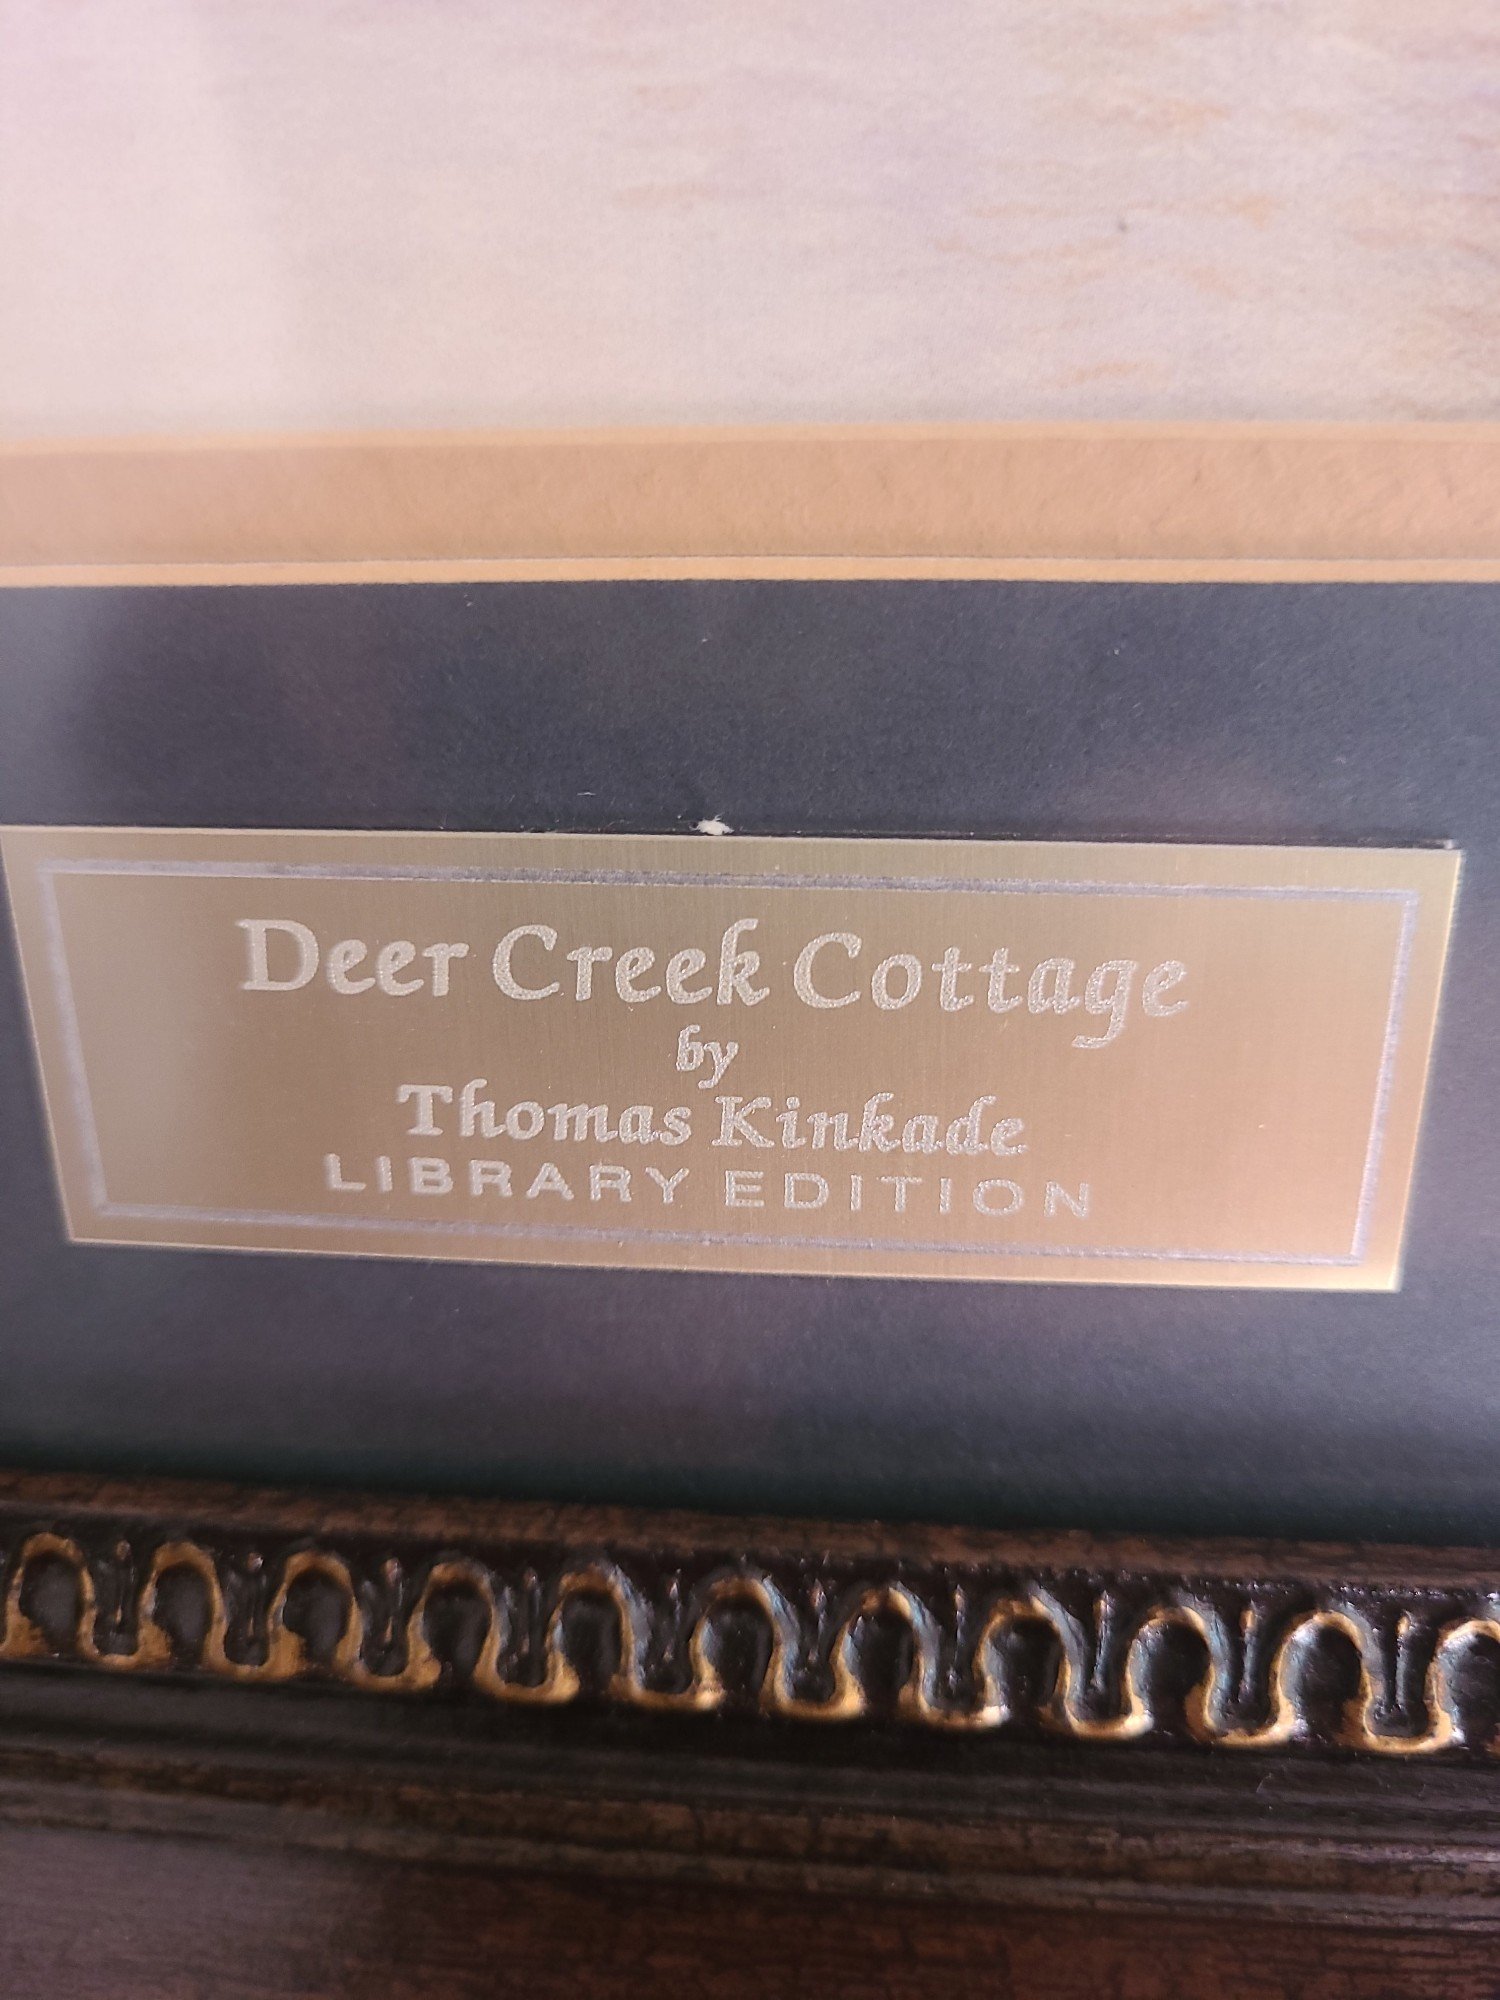 Deer Creek Cottage
by
Thomas Kinkade
LIBRARY EDITION